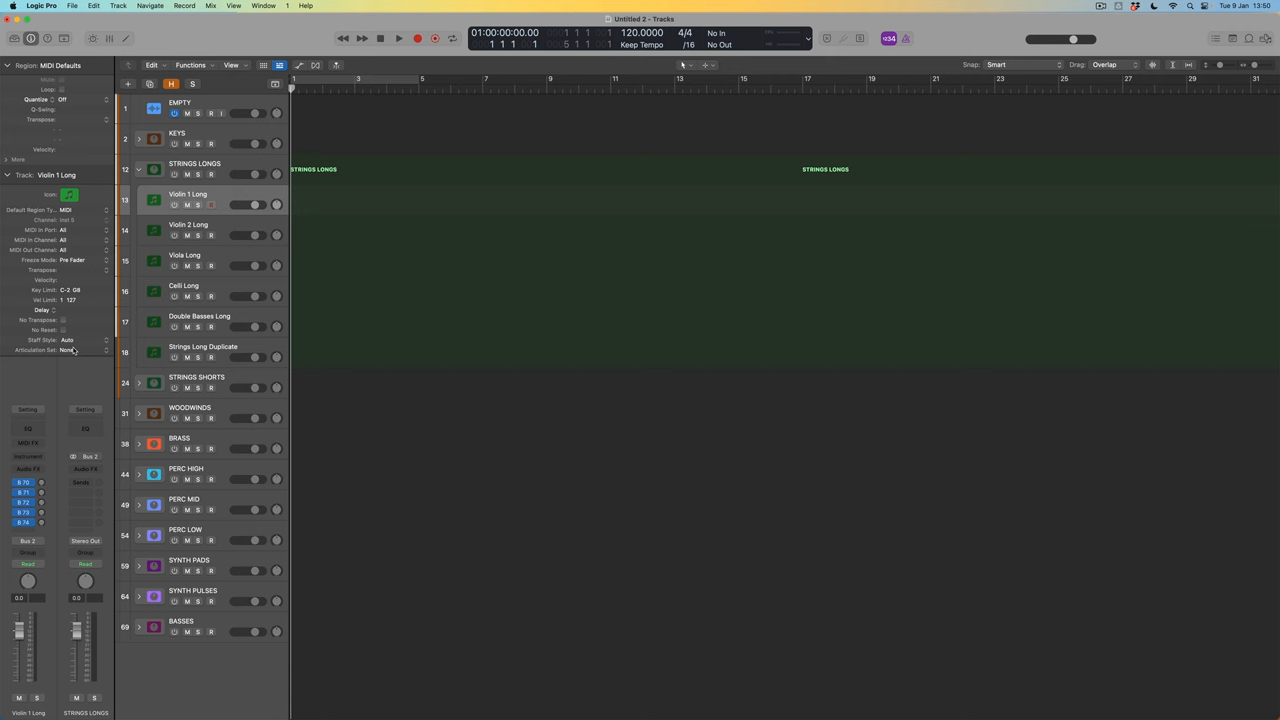 Logic Pro File Edit Track Navigate Record Mix View Window 1 Help Tue 9 Jan 13:50
Untitled 2 - Tracks
01:00:00:00.00 1 1 1 001 120.0000 4/4 No In
1 1 1 1 5 1 1 001 Keep Tempo /16 No Out
1234
Region: MIDI Defaults Edit Functions View Snap: Smart Drag: Overlap
Mute:
Loop:
Quantize Off
Q-Swing:
Transpose:
Velocity:
More
H S
1 3 5 7 9 11 13 15 17 19 21 23 25 27 29 31
Track: Violin 1 Long
Icon:
Default Region Ty... MIDI
Channel: Inst 5
MIDI In Port: All
MIDI In Channel: All
MIDI Out Channel: All
Freeze Mode: Pre Fader
Transpose:
Velocity:
Key Limit: C-2 G8
Vel Limit: 1 127
Delay
No Transpose:
No Reset:
Staff Style: Auto
Articulation Set: None
1 EMPTY
M S R I
2 KEYS
M S R
12 STRINGS LONGS
M S R
STRINGS LONGS STRINGS LONGS
13 Violin 1 Long
M S R
14 Violin 2 Long
M S R
15 Viola Long
M S R
16 Celli Long
M S R
17 Double Basses Long
M S R
18 Strings Long Duplicate
M S R
24 STRINGS SHORTS
M S R
31 WOODWINDS
M S R
38 BRASS
M S R
44 PERC HIGH
M S R
49 PERC MID
M S R
54 PERC LOW
M S R
59 SYNTH PADS
M S R
64 SYNTH PULSES
M S R
69 BASSES
M S R
Setting Setting
EQ EQ
MIDI FX
Instrument Bus 2
Audio FX Audio FX
B 70 Sends
B 71
B 72
B 73
B 74
Bus 2 Stereo Out
Group Group
Read Read
0.0 0.0
M S M S
Violin 1 Long STRINGS LONGS